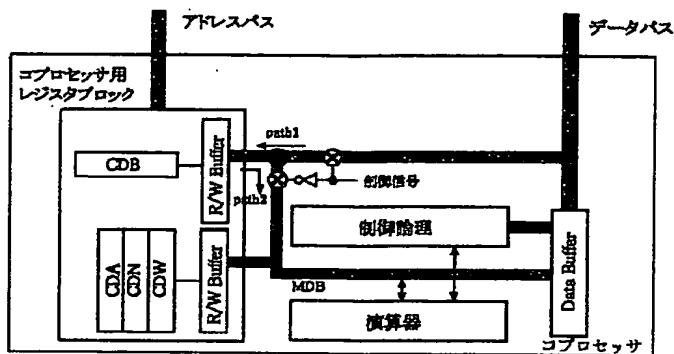 アドレスバス
データバス
コプロセッサ用
レジスタブロック
path1
CDB
R/W Buffer
制御信号
path2
制御論理
CDA
CDN
CDW
R/W Buffer
MDB
Data Buffer
演算器
コプロセッサ